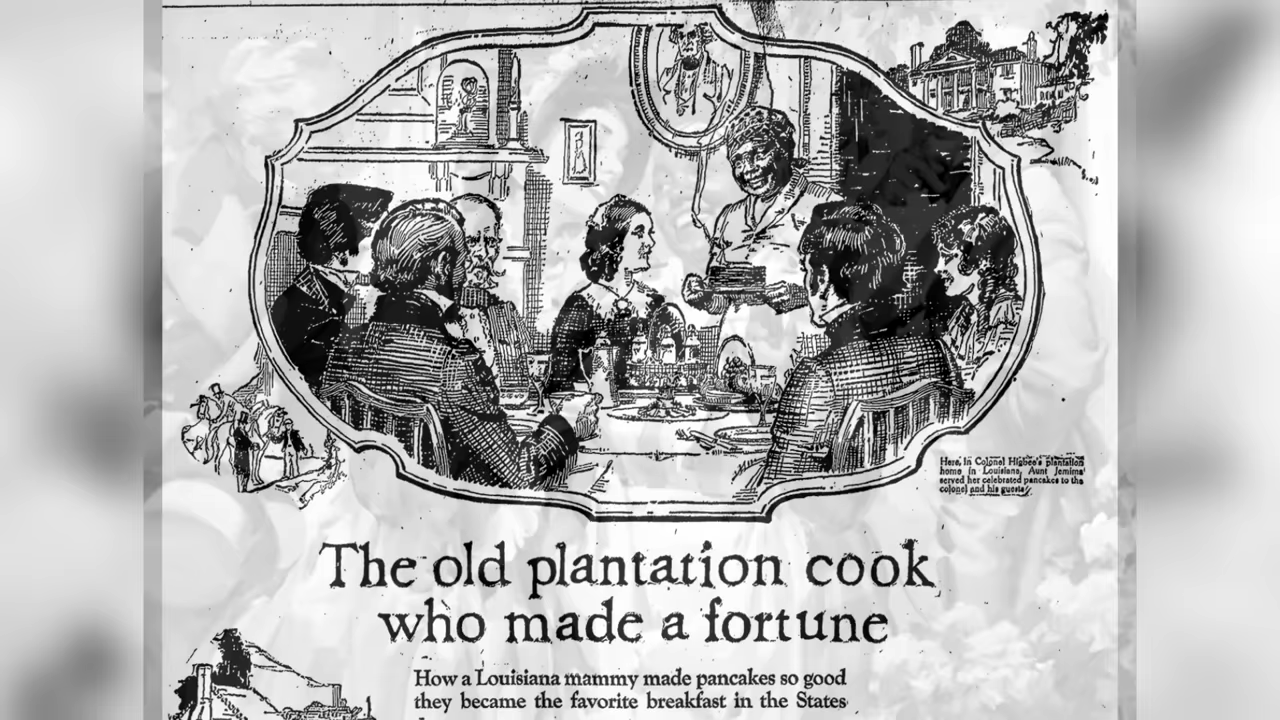 Here, in Colonel Higbee's plantation
home in Louisiana, Aunt Jemima
served her celebrated pancakes to the
colonel and his guests
The old plantation cook
who made a fortune
How a Louisiana mammy made pancakes so good
they became the favorite breakfast in the States